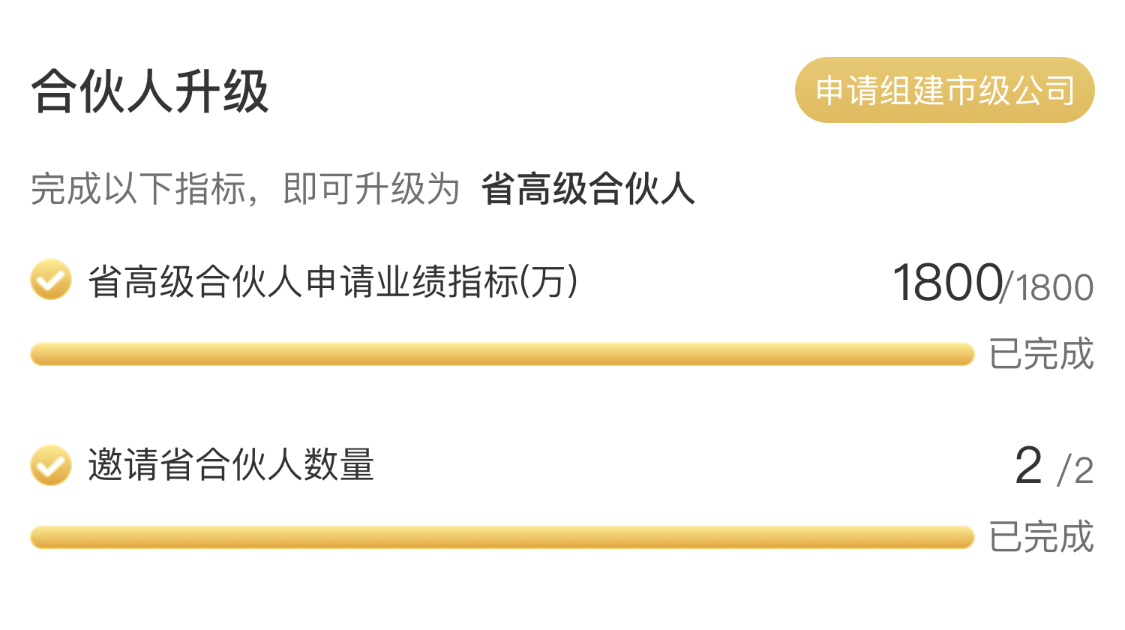 合伙人升级
申请组建市级公司
完成以下指标，即可升级为 省高级合伙人
省高级合伙人申请业绩指标(万)
1800/1800
已完成
邀请省合伙人数量
2 /2
已完成